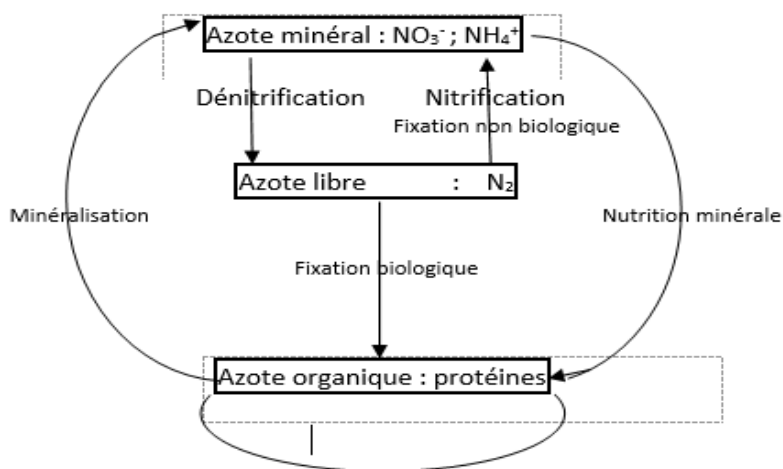 Azote minéral : NO₃⁻ ; NH₄⁺
Dénitrification
Nitrification
Fixation non biologique
Azote libre : N₂
Minéralisation
Nutrition minérale
Fixation biologique
Azote organique : protéines